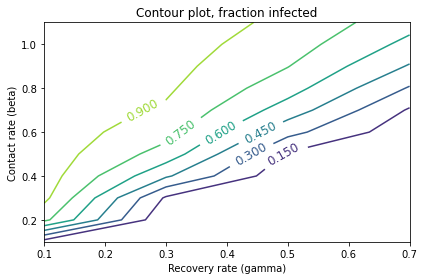 Contour plot, fraction infected
Contact rate (beta)
1.0
0.8
0.6
0.4
0.2
0.900
0.750
0.600
0.450
0.300
0.150
0.1 0.2 0.3 0.4 0.5 0.6 0.7
Recovery rate (gamma)